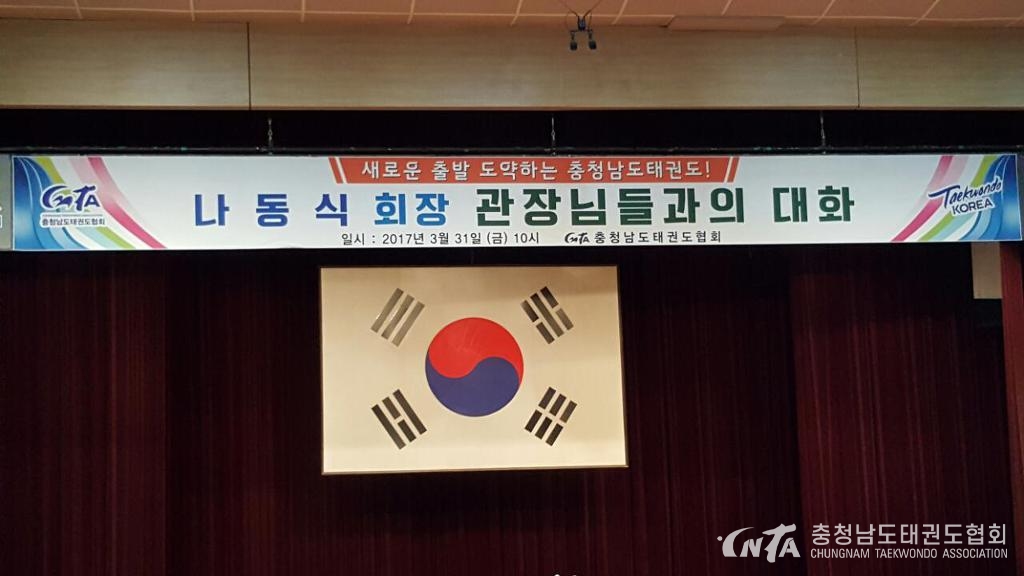 새로운 출발 도약하는 충청남도태권도!
나 동 식 회장 관장님들과의 대화
일시 : 2017년 3월 31일 (금) 10시 CNTA 충청남도태권도협회
CNTA
충청남도태권도협회
Taekwondo
KOREA
CNTA 충청남도태권도협회
CHUNGNAM TAEKWONDO ASSOCIATION